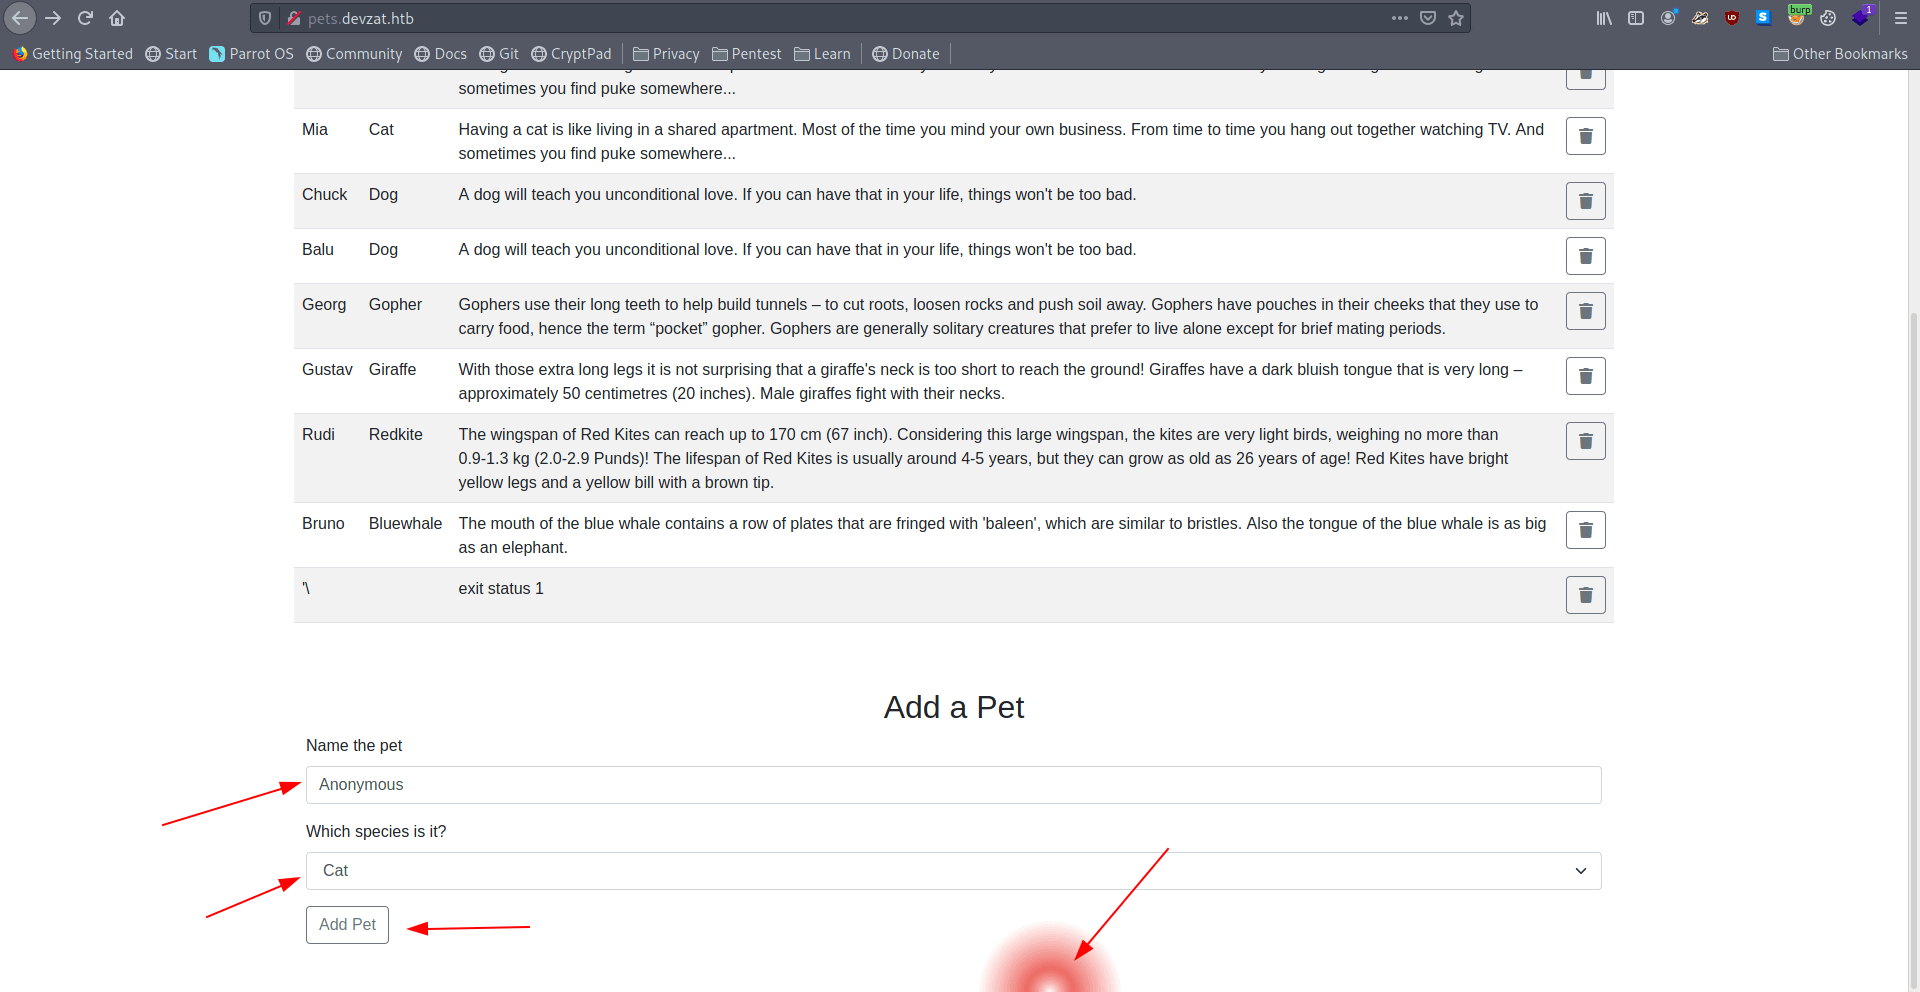 pets.devzat.htb
burp
UD
S
1
Getting Started Start Parrot OS Community Docs Git CryptPad Privacy Pentest Learn Donate Other Bookmarks
sometimes you find puke somewhere...
Mia Cat Having a cat is like living in a shared apartment. Most of the time you mind your own business. From time to time you hang out together watching TV. And
sometimes you find puke somewhere...
Chuck Dog A dog will teach you unconditional love. If you can have that in your life, things won't be too bad.
Balu Dog A dog will teach you unconditional love. If you can have that in your life, things won't be too bad.
Georg Gopher Gophers use their long teeth to help build tunnels – to cut roots, loosen rocks and push soil away. Gophers have pouches in their cheeks that they use to
carry food, hence the term “pocket” gopher. Gophers are generally solitary creatures that prefer to live alone except for brief mating periods.
Gustav Giraffe With those extra long legs it is not surprising that a giraffe's neck is too short to reach the ground! Giraffes have a dark bluish tongue that is very long –
approximately 50 centimetres (20 inches). Male giraffes fight with their necks.
Rudi Redkite The wingspan of Red Kites can reach up to 170 cm (67 inch). Considering this large wingspan, the kites are very light birds, weighing no more than
0.9-1.3 kg (2.0-2.9 Punds)! The lifespan of Red Kites is usually around 4-5 years, but they can grow as old as 26 years of age! Red Kites have bright
yellow legs and a yellow bill with a brown tip.
Bruno Bluewhale The mouth of the blue whale contains a row of plates that are fringed with 'baleen', which are similar to bristles. Also the tongue of the blue whale is as big
as an elephant.
'\ exit status 1
Add a Pet
Name the pet
Anonymous
Which species is it?
Cat
Add Pet